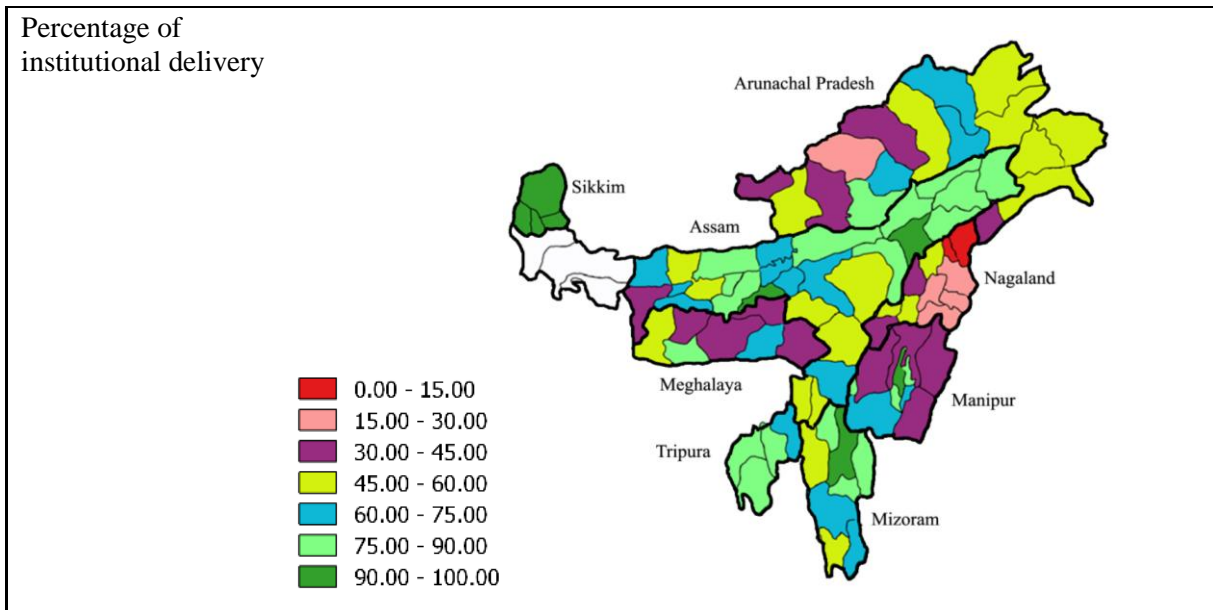 Percentage of
institutional delivery
Arunachal Pradesh
Sikkim
Assam
Nagaland
Meghalaya
Manipur
Tripura
Mizoram
0.00 - 15.00
15.00 - 30.00
30.00 - 45.00
45.00 - 60.00
60.00 - 75.00
75.00 - 90.00
90.00 - 100.00